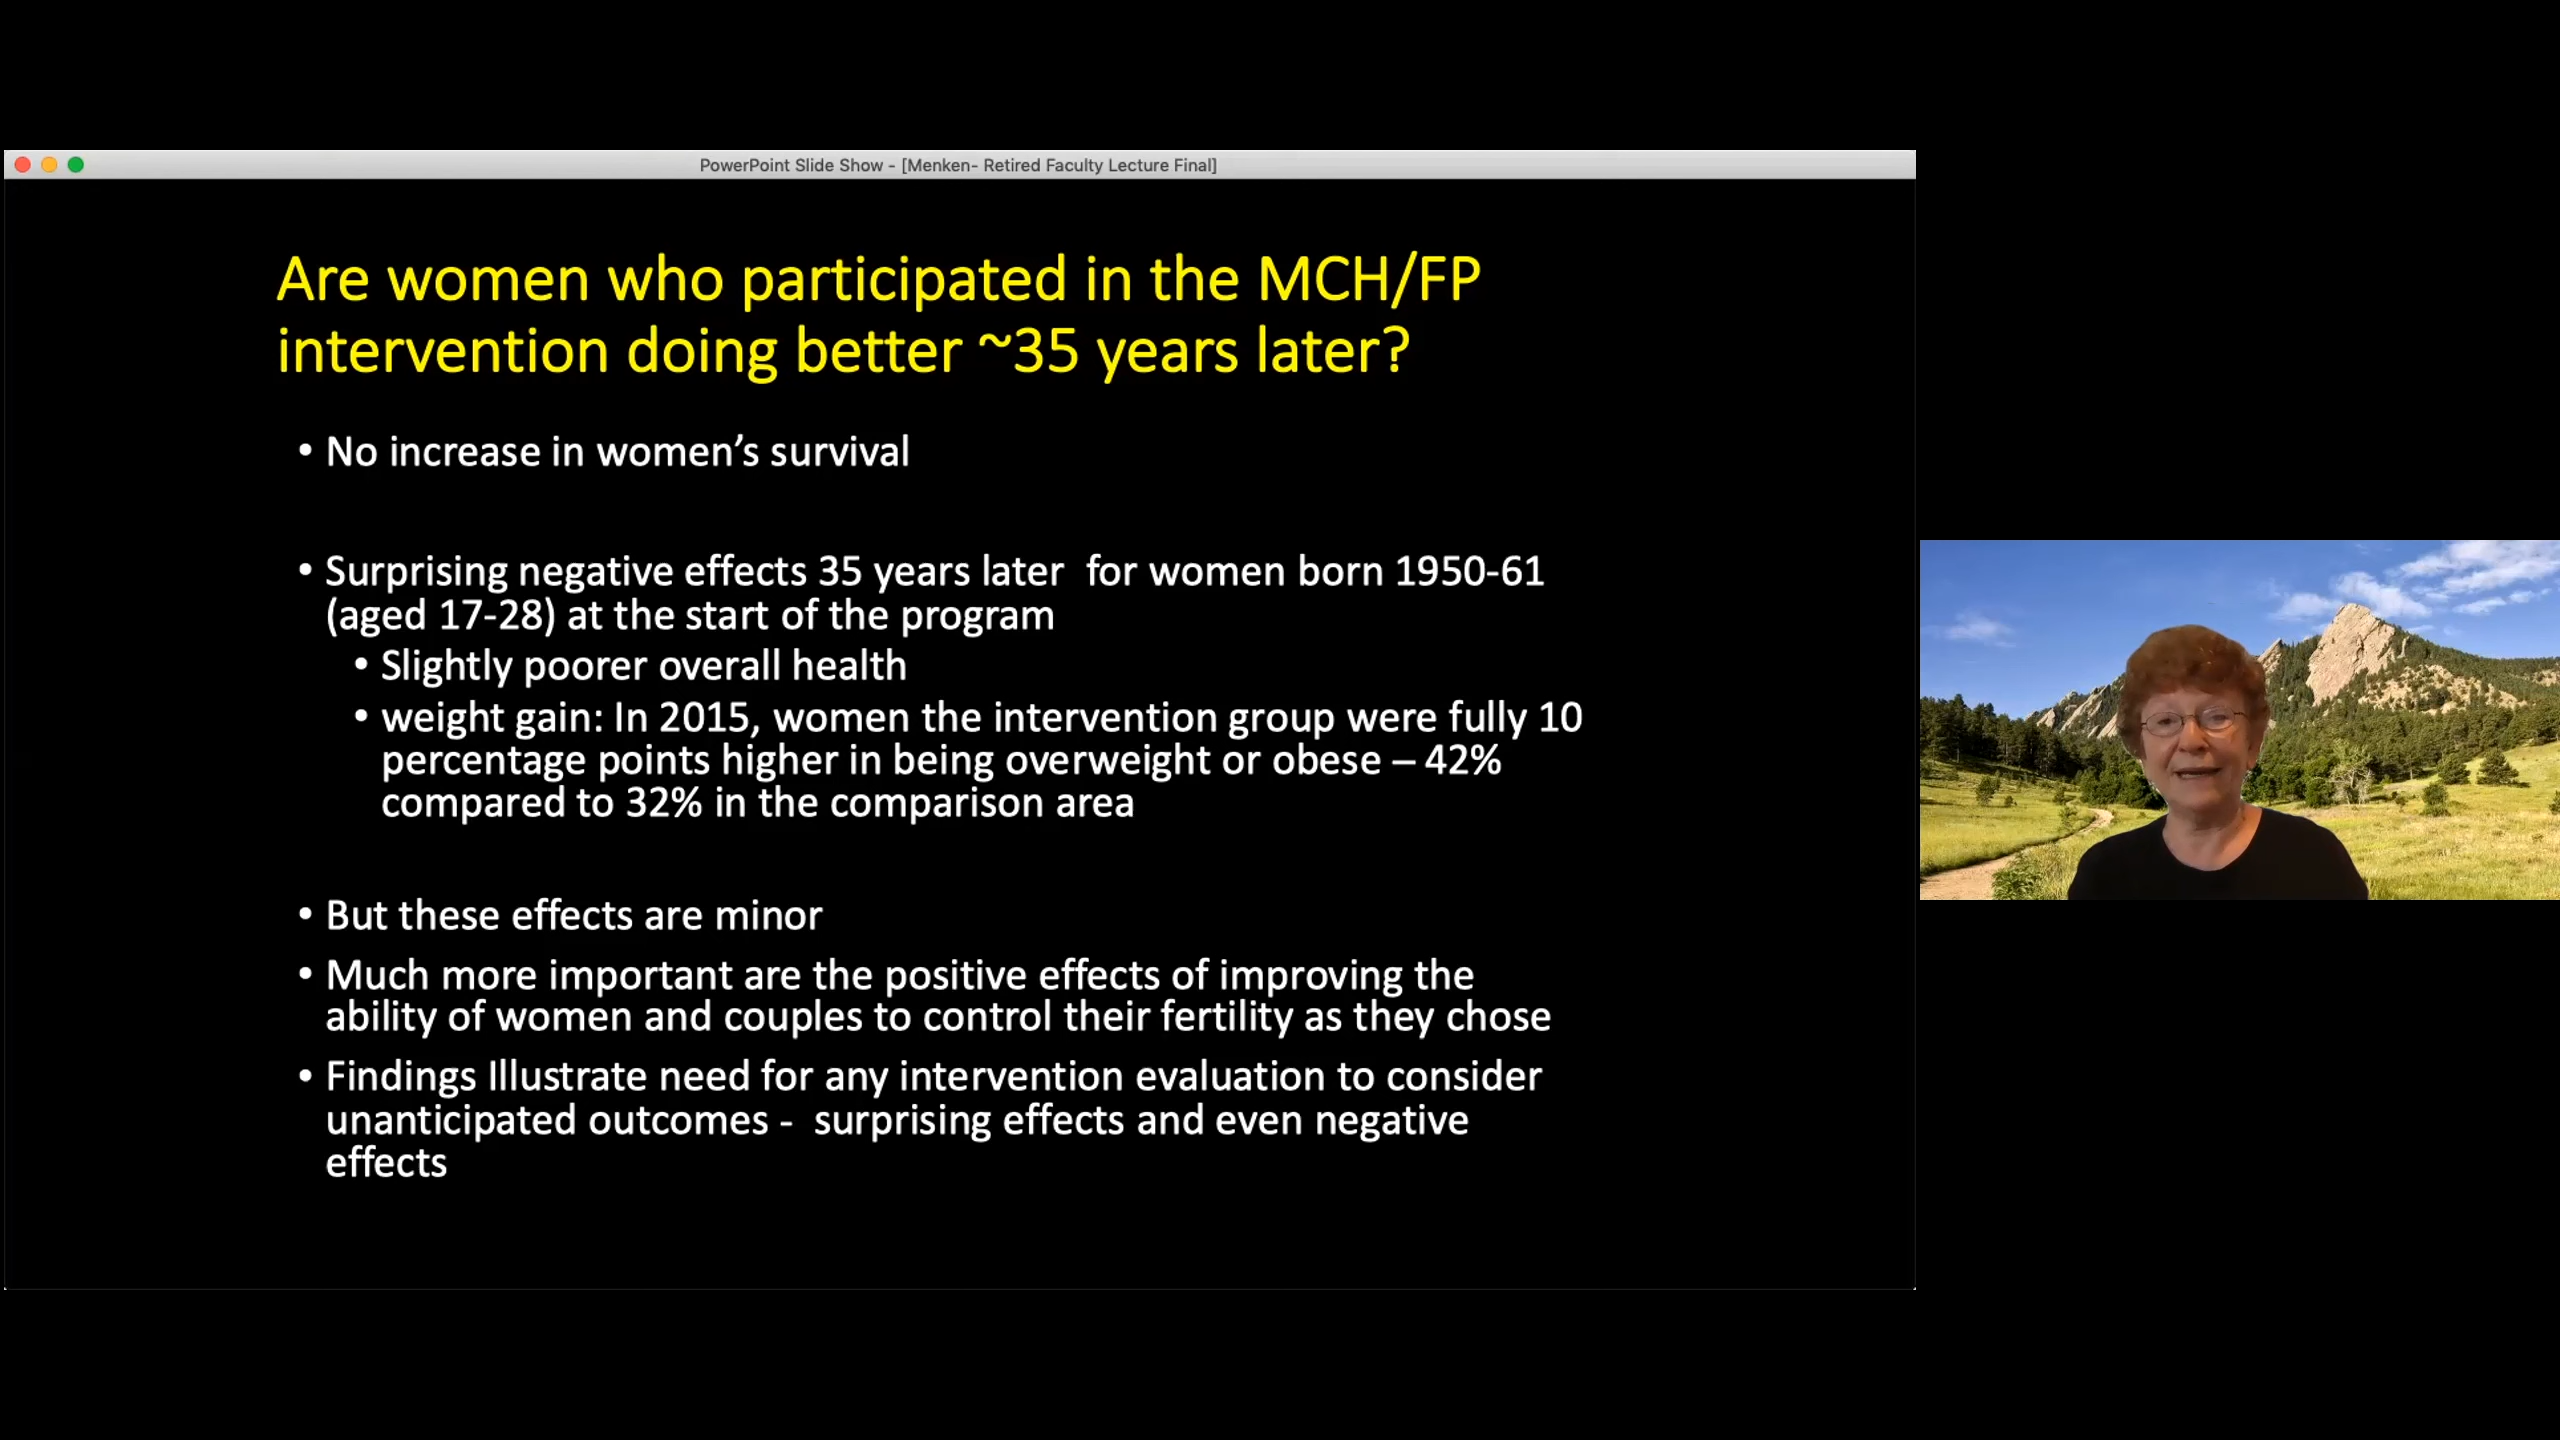 PowerPoint Slide Show - [Menken- Retired Faculty Lecture Final]
Are women who participated in the MCH/FP
intervention doing better ~35 years later?
• No increase in women’s survival
• Surprising negative effects 35 years later  for women born 1950-61
(aged 17-28) at the start of the program
• Slightly poorer overall health
• weight gain: In 2015, women the intervention group were fully 10
percentage points higher in being overweight or obese – 42%
compared to 32% in the comparison area
• But these effects are minor
• Much more important are the positive effects of improving the
ability of women and couples to control their fertility as they chose
• Findings Illustrate need for any intervention evaluation to consider
unanticipated outcomes -  surprising effects and even negative
effects